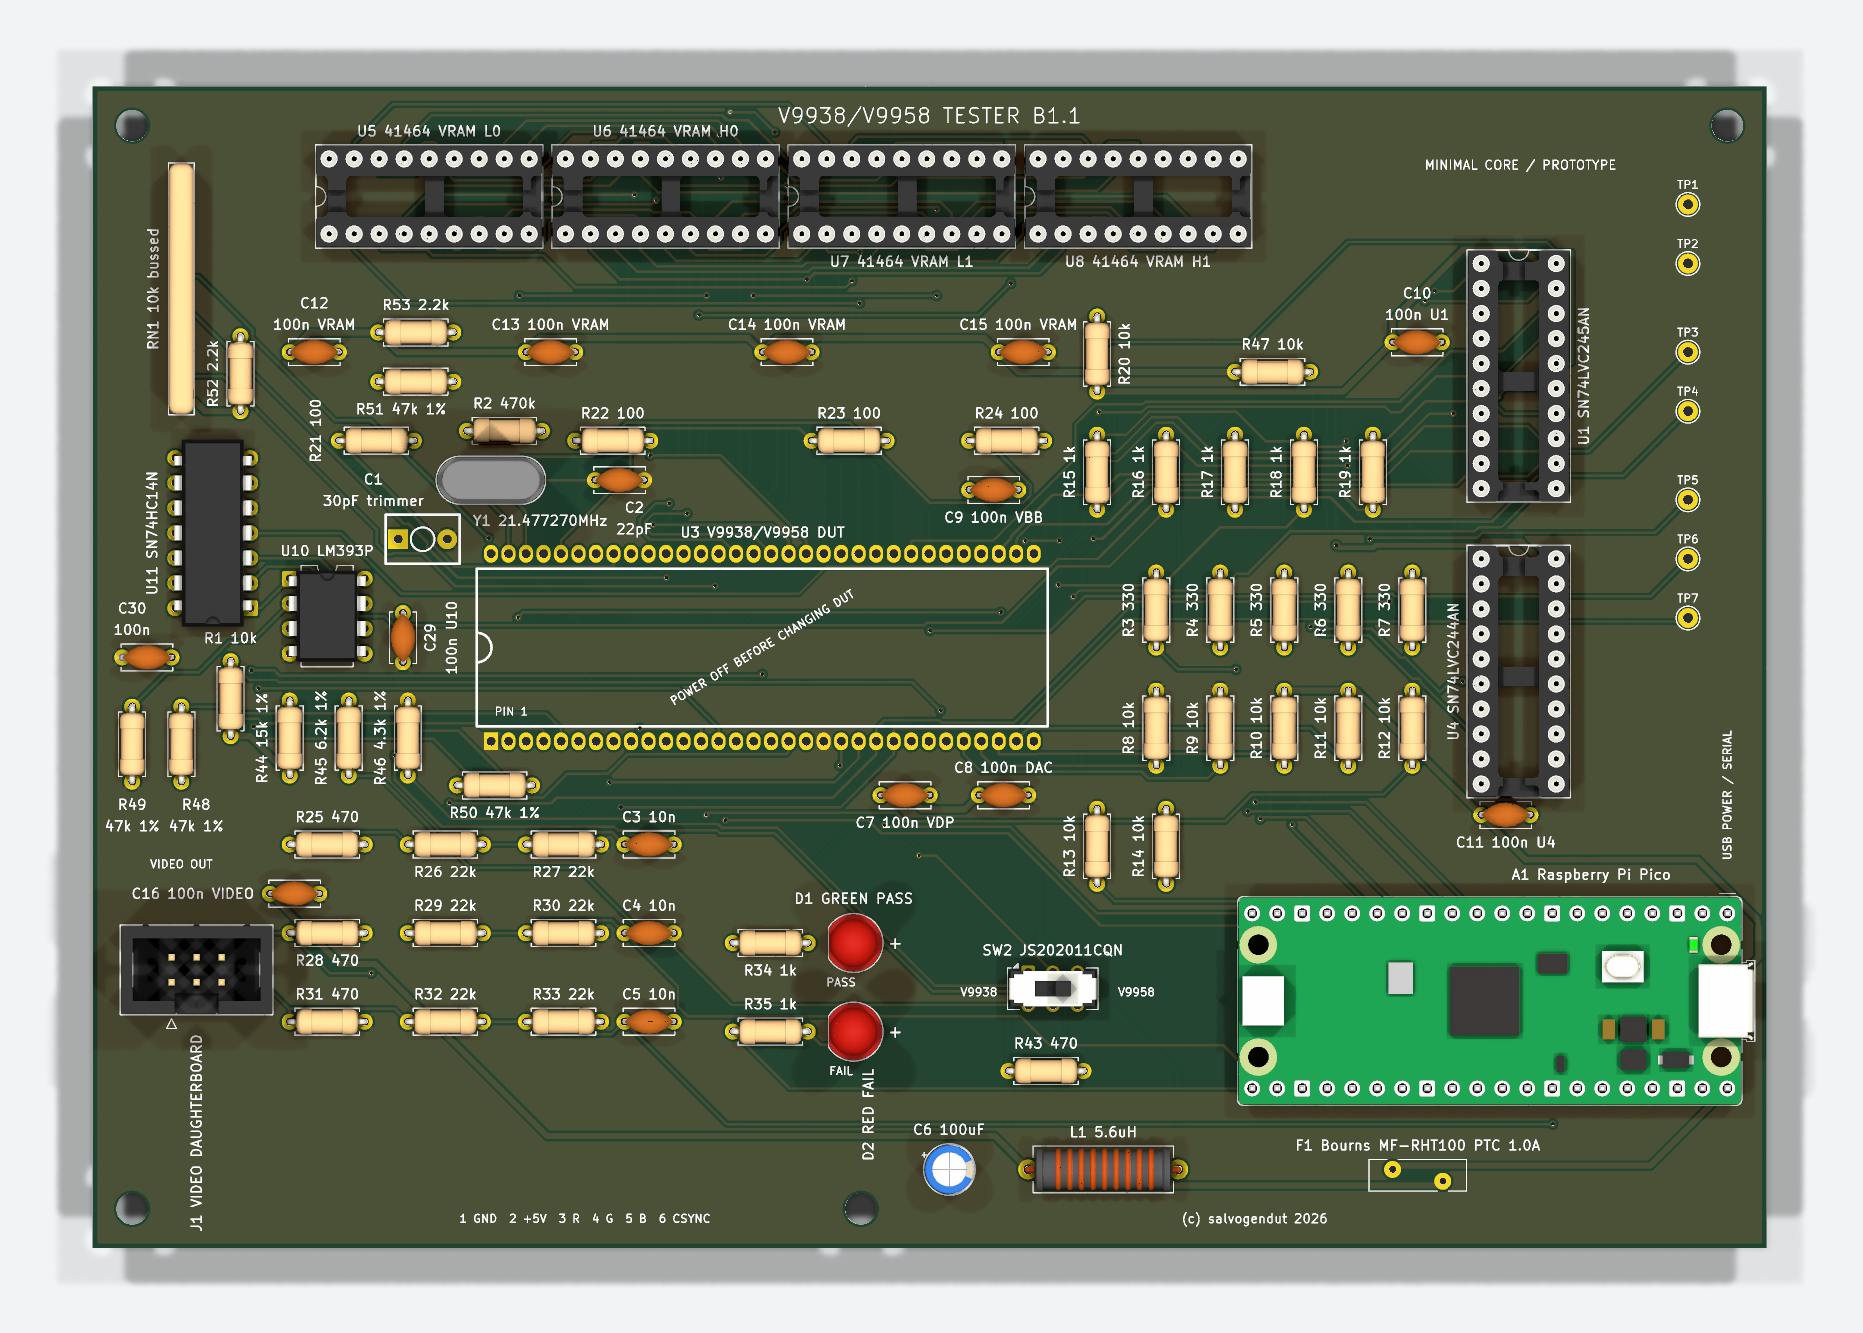 V9938/V9958 TESTER B1.1
U5 41464 VRAM L0
U6 41464 VRAM H0
MINIMAL CORE / PROTOTYPE
TP1
TP2
U7 41464 VRAM L1
U8 41464 VRAM H1
RN1 10k bussed
C12
100n VRAM
R53 2.2k
C13 100n VRAM
C14 100n VRAM
C15 100n VRAM
R20 10k
R47 10k
C10
100n U1
U1 SN74LVC245AN
TP3
TP4
R52 2.2k
R51 47k 1%
R2 470k
R21 100
R22 100
R23 100
R24 100
R15 1k
R16 1k
R17 1k
R18 1k
R19 1k
TP5
C1
30pF trimmer
Y1 21.477270MHz
C2
22pF
C9 100n VBB
U3 V9938/V9958 DUT
U11 SN74HC14N
U10 LM393P
TP6
TP7
C30
100n
R1 10k
C29
100n U10
POWER OFF BEFORE CHANGING DUT
PIN 1
R3 330
R4 330
R5 330
R6 330
R7 330
U4 SN74LVC244AN
R44 15k 1%
R45 6.2k 1%
R46 4.3k 1%
R8 10k
R9 10k
R10 10k
R11 10k
R12 10k
USB POWER / SERIAL
R49
47k 1%
R48
47k 1%
R50 47k 1%
C8 100n DAC
C7 100n VDP
R13 10k
R14 10k
C11 100n U4
R25 470
R26 22k
R27 22k
C3 10n
VIDEO OUT
C16 100n VIDEO
A1 Raspberry Pi Pico
D1 GREEN PASS
R28 470
R29 22k
R30 22k
C4 10n
R34 1k
+
PASS
SW2 JS202011CQN
V9938
V9958
R31 470
R32 22k
R33 22k
C5 10n
R35 1k
+
FAIL
D2 RED FAIL
R43 470
J1 VIDEO DAUGHTERBOARD
C6 100uF
+
L1 5.6uH
F1 Bourns MF-RHT100 PTC 1.0A
1 GND 2 +5V 3 R 4 G 5 B 6 CSYNC
(c) salvogendut 2026